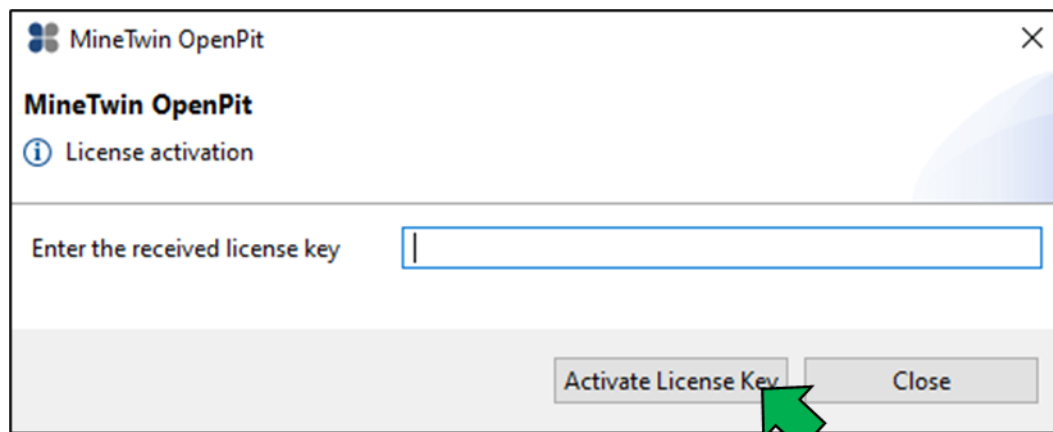 MineTwin OpenPit
MineTwin OpenPit
License activation
Enter the received license key
Activate License Key
Close